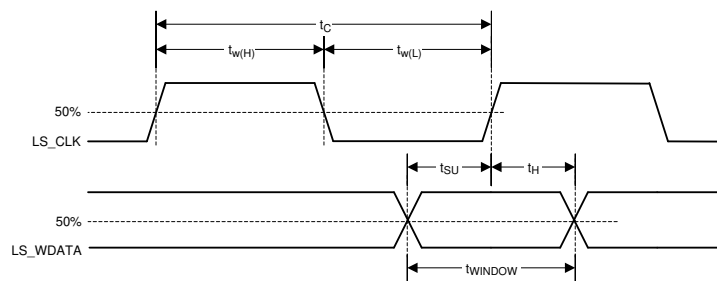 tC
tw(H)
tw(L)
50%
LS_CLK
tSU
tH
50%
LS_WDATA
tWINDOW